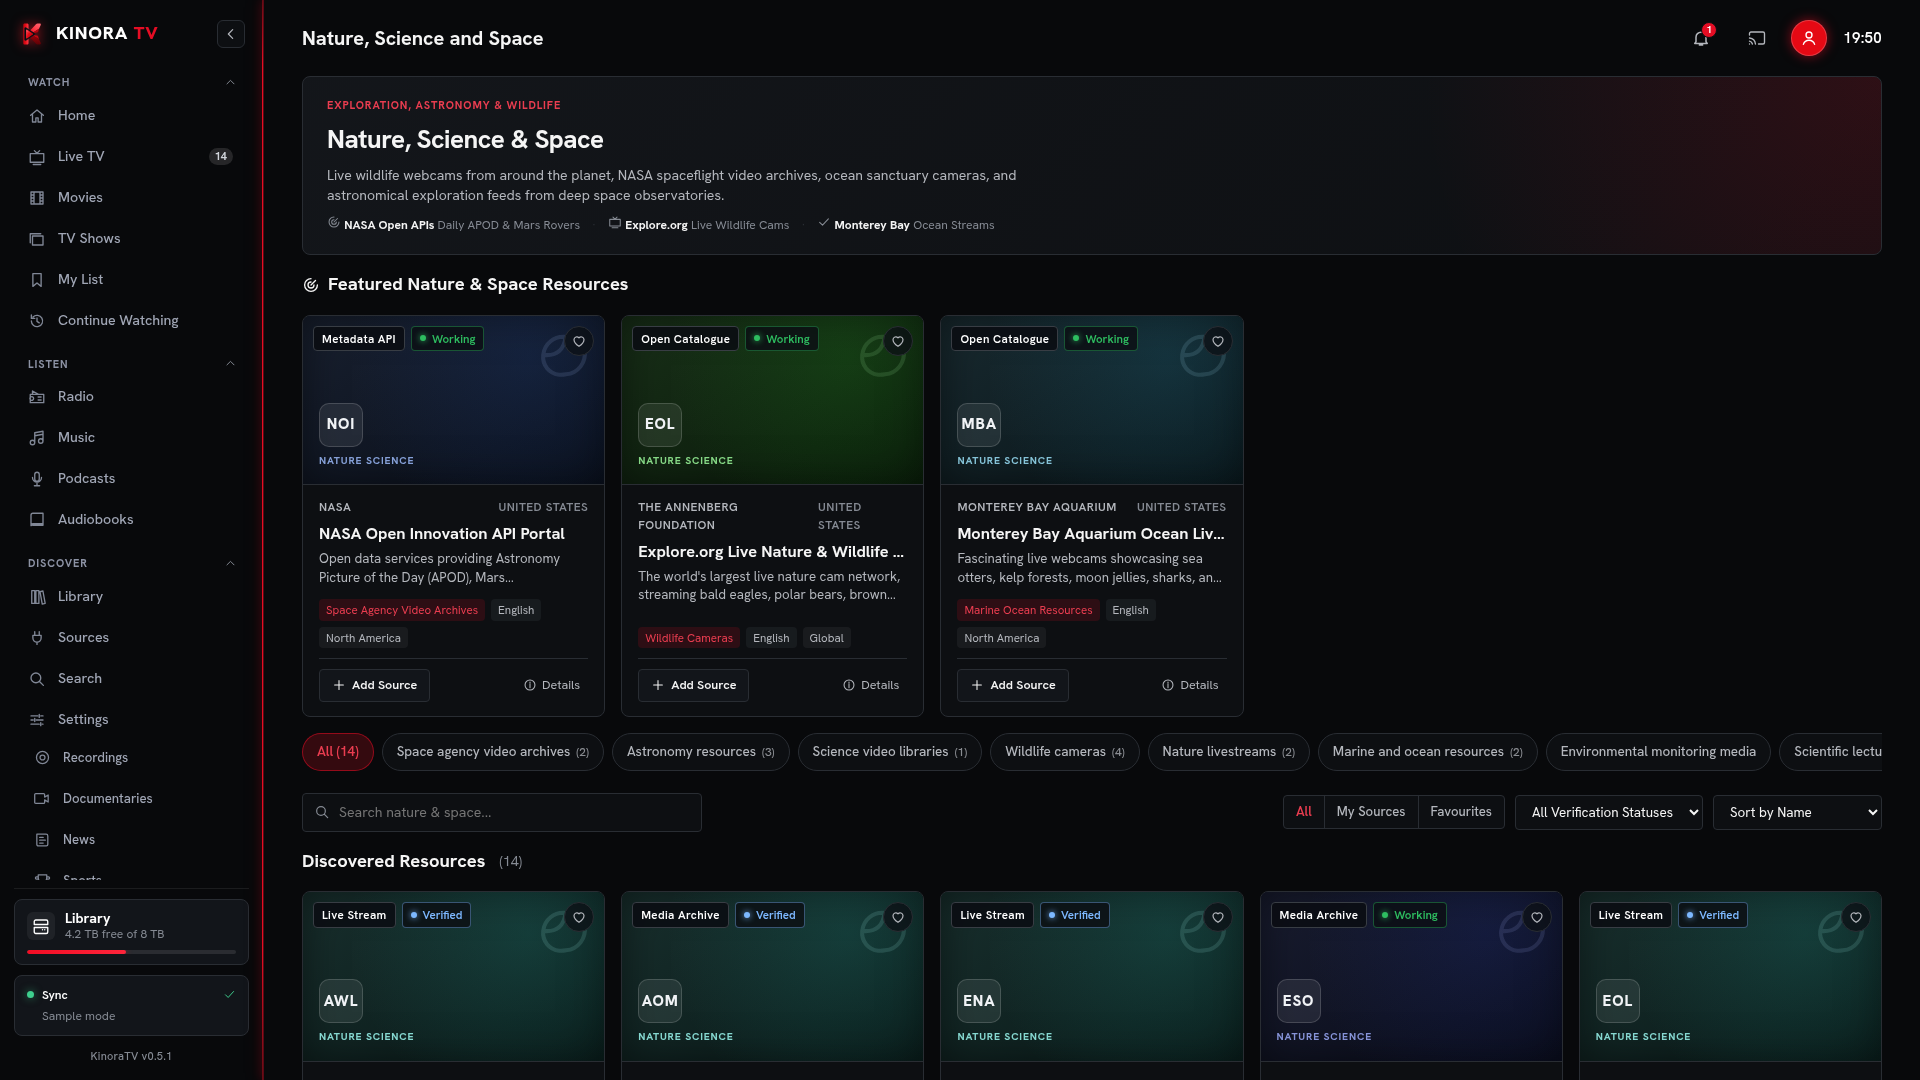 KINORA TV
WATCH
Home
Live TV 14
Movies
TV Shows
My List
Continue Watching
LISTEN
Radio
Music
Podcasts
Audiobooks
DISCOVER
Library
Sources
Search
Settings
Recordings
Documentaries
News
Sports
Library
4.2 TB free of 8 TB
Sync
Sample mode
KinoraTV v0.5.1
Nature, Science and Space
1
19:50
EXPLORATION, ASTRONOMY & WILDLIFE
Nature, Science & Space
Live wildlife webcams from around the planet, NASA spaceflight video archives, ocean sanctuary cameras, and
astronomical exploration feeds from deep space observatories.
NASA Open APIs Daily APOD & Mars Rovers · Explore.org Live Wildlife Cams · Monterey Bay Ocean Streams
Featured Nature & Space Resources
Metadata API Working
NOI
NATURE SCIENCE
NASA UNITED STATES
NASA Open Innovation API Portal
Open data services providing Astronomy
Picture of the Day (APOD), Mars...
Space Agency Video Archives English
North America
Add Source Details
Open Catalogue Working
EOL
NATURE SCIENCE
THE ANNENBERG UNITED
FOUNDATION STATES
Explore.org Live Nature & Wildlife ...
The world's largest live nature cam network,
streaming bald eagles, polar bears, brown...
Wildlife Cameras English Global
Add Source Details
Open Catalogue Working
MBA
NATURE SCIENCE
MONTEREY BAY AQUARIUM UNITED STATES
Monterey Bay Aquarium Ocean Liv...
Fascinating live webcams showcasing sea
otters, kelp forests, moon jellies, sharks, an...
Marine Ocean Resources English
North America
Add Source Details
All (14) Space agency video archives (2) Astronomy resources (3) Science video libraries (1) Wildlife cameras (4) Nature livestreams (2) Marine and ocean resources (2) Environmental monitoring media Scientific lectu
Search nature & space... All My Sources Favourites All Verification Statuses Sort by Name
Discovered Resources (14)
Live Stream Verified
AWL
NATURE SCIENCE
Media Archive Verified
AOM
NATURE SCIENCE
Live Stream Verified
ENA
NATURE SCIENCE
Media Archive Working
ESO
NATURE SCIENCE
Live Stream Verified
EOL
NATURE SCIENCE